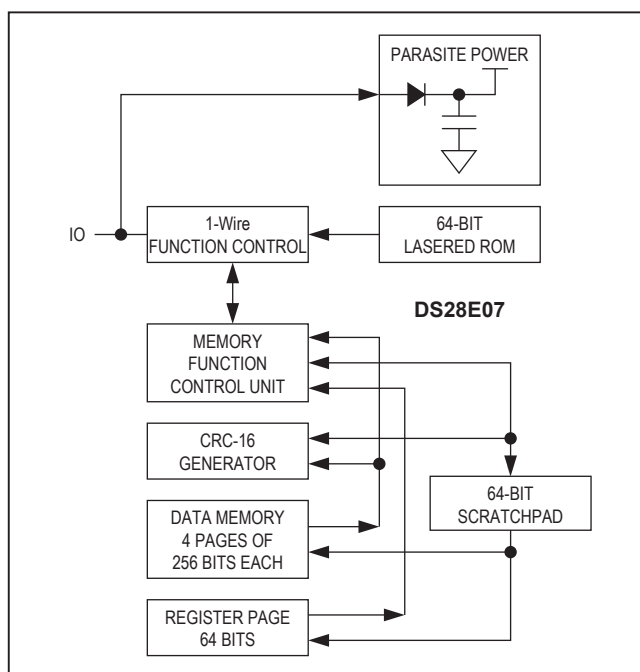 PARASITE POWER
IO
1-Wire
FUNCTION CONTROL
64-BIT
LASERED ROM
DS28E07
MEMORY
FUNCTION
CONTROL UNIT
CRC-16
GENERATOR
64-BIT
SCRATCHPAD
DATA MEMORY
4 PAGES OF
256 BITS EACH
REGISTER PAGE
64 BITS